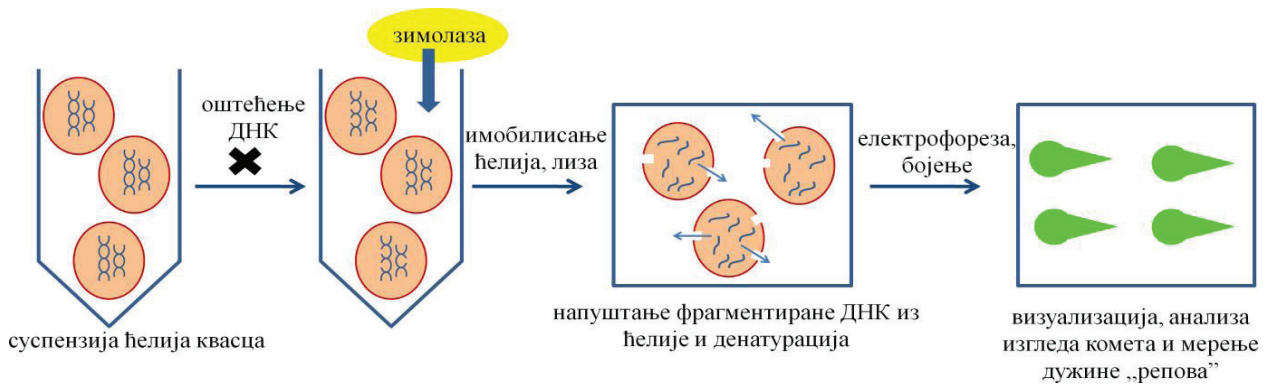 зимолаза
оштећење
ДНК
имобилисање
ћелија, лиза
електрофореза,
бојење
суспензија ћелија квасца
напуштање фрагментиране ДНК из
ћелије и денатурација
визуализација, анализа
изгледа комета и мерење
дужине „репова”